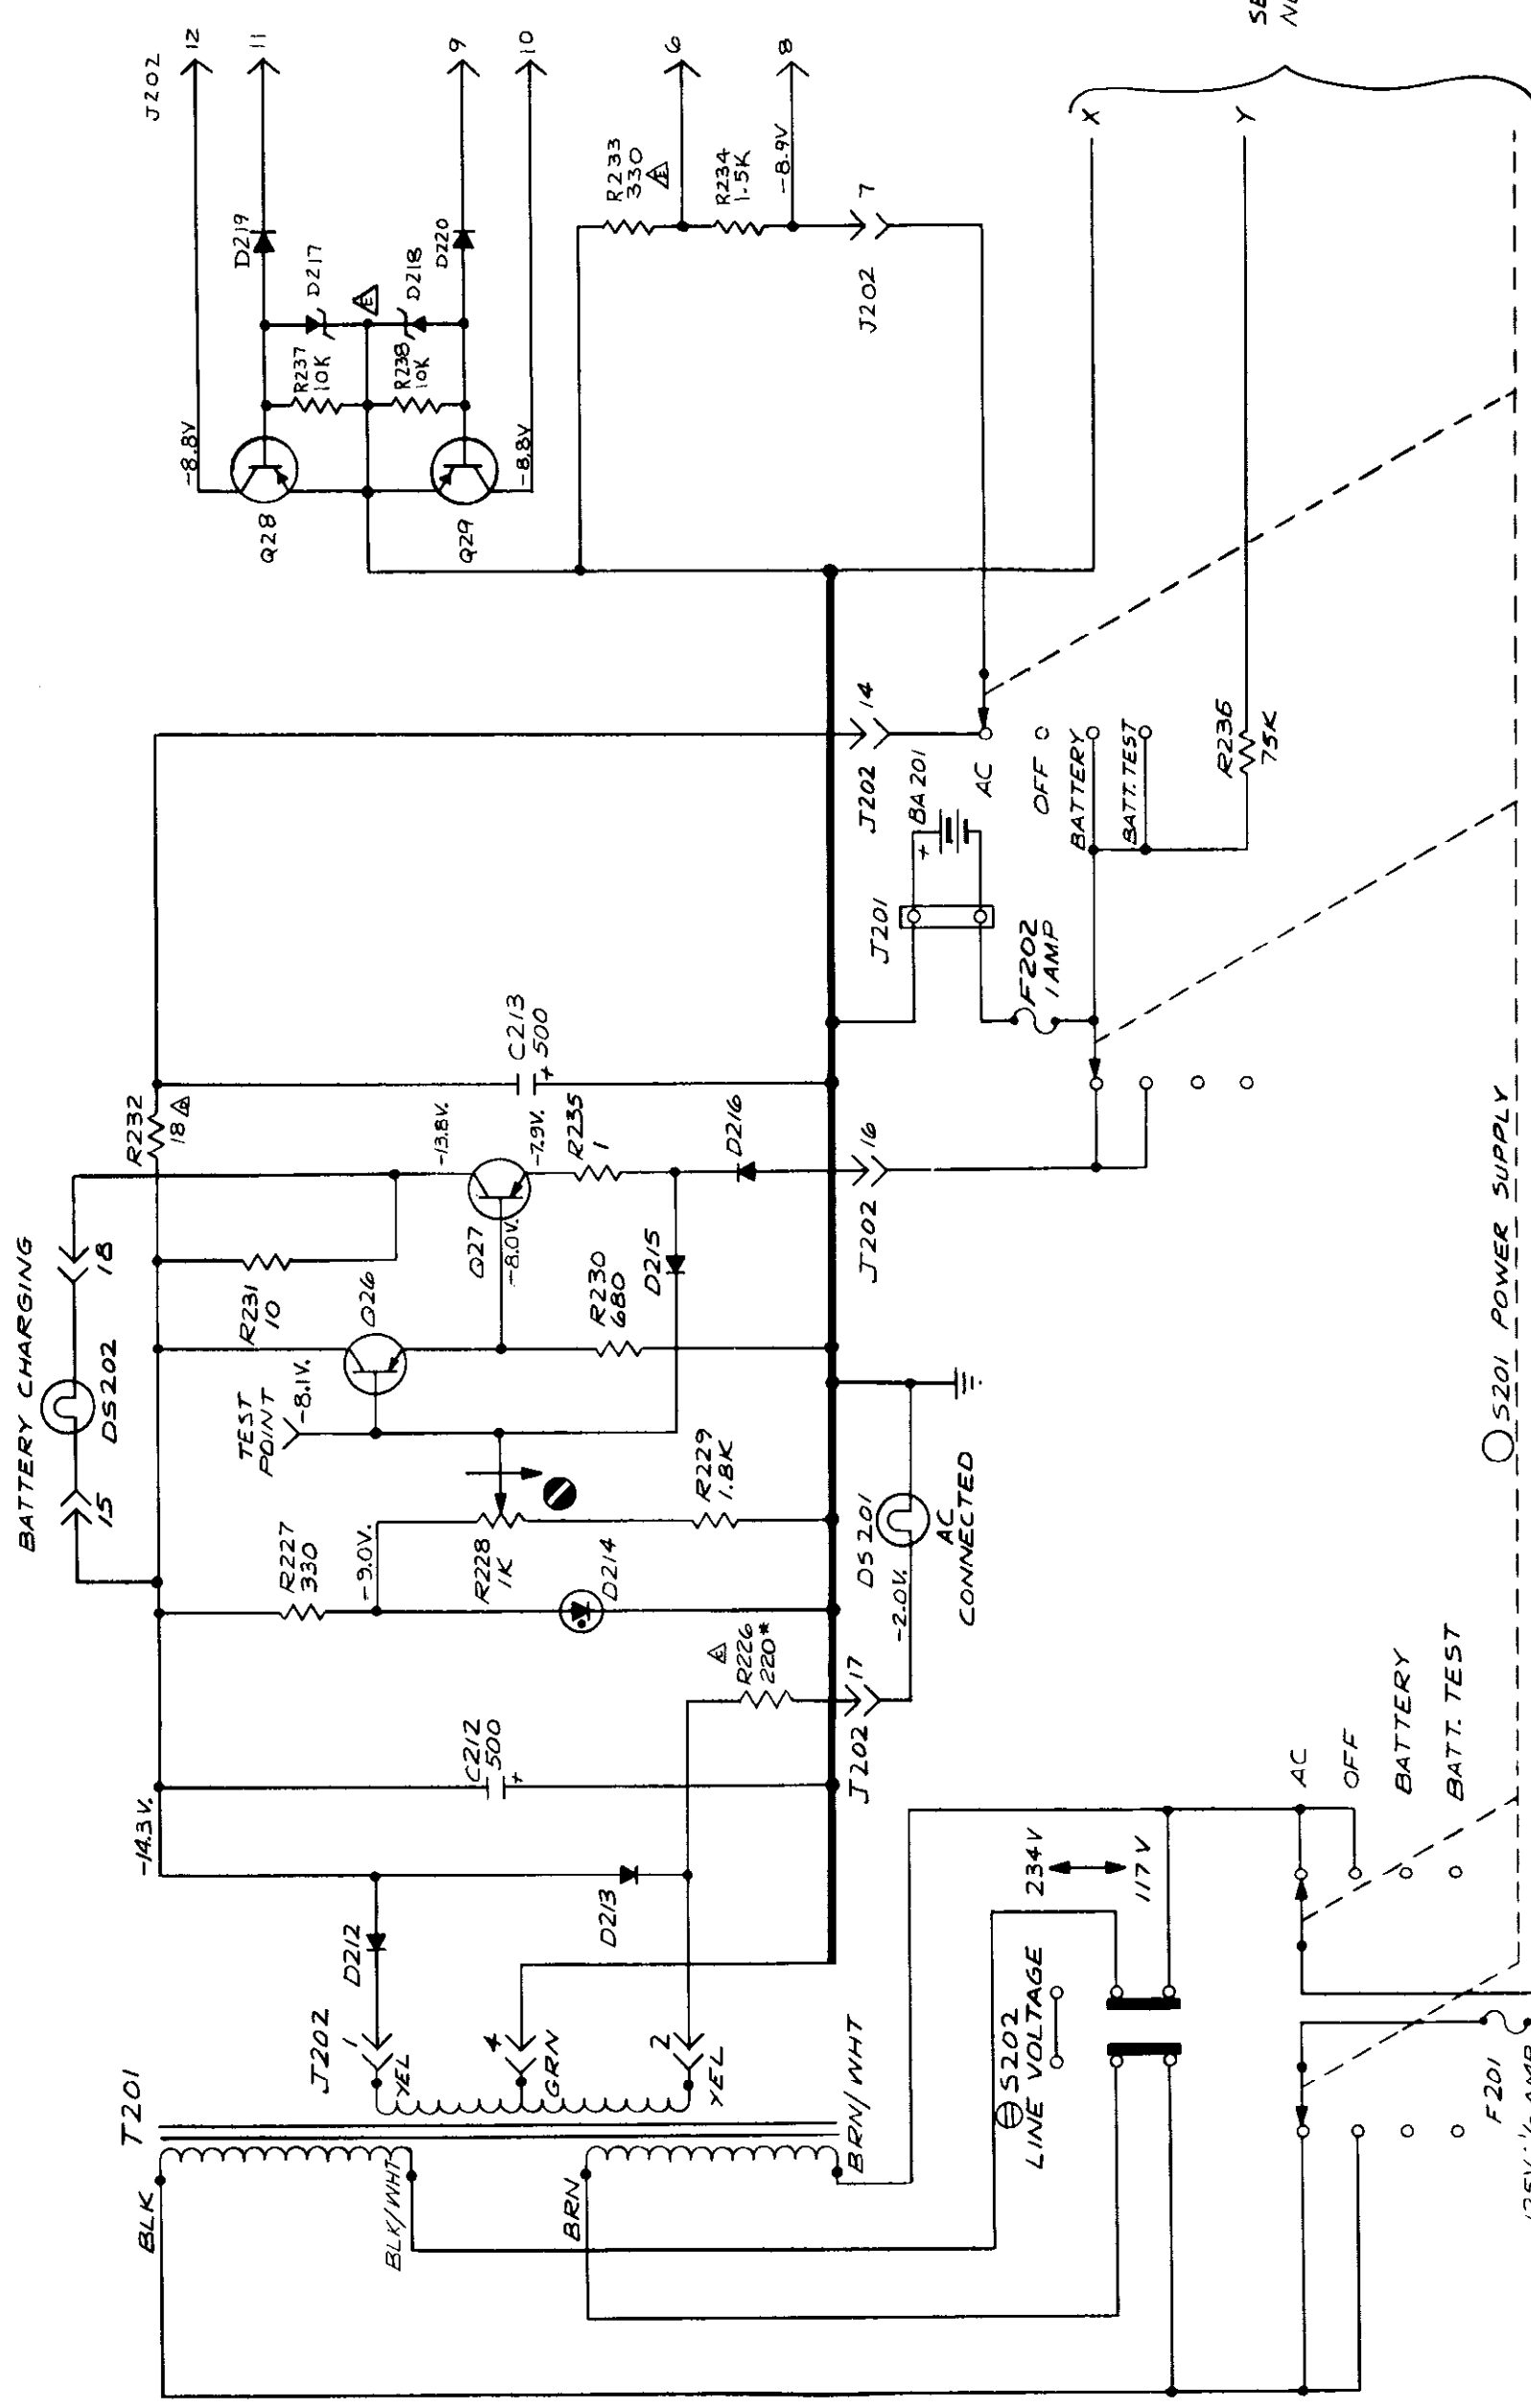 BATTERY CHARGING
15
DS202
18
T201
BLK
BLK/WHT
BRN
BRN/WHT
J202
1
YEL
4
GRN
2
YEL
D212
D213
-14.3V.
C212
500
+
R226
220*
E
J202
17
R227
330
-9.0V.
R228
1K
D214
R229
1.8K
TEST
POINT
-8.1V.
Q26
R231
10
R230
680
Q27
-8.0V.
-13.8V.
-7.9V.
R235
1
D215
D216
J202
16
R232
18
C213
500
+
DS201
-2.0V.
AC
CONNECTED
J201
BA201
+
F202
1 AMP
J202
14
AC
OFF
BATTERY
BATT. TEST
R236
75K
Q28
-8.8V
Q29
-8.8V
R237
10K
R238
10K
D217
D218
E
D219
D220
J202
12
11
9
10
6
8
R233
330
E
R234
1.5K
-8.9V
7
J202
X
Y
S202
LINE VOLTAGE
234V
117V
AC
OFF
BATTERY
BATT. TEST
F201
S201 POWER SUPPLY